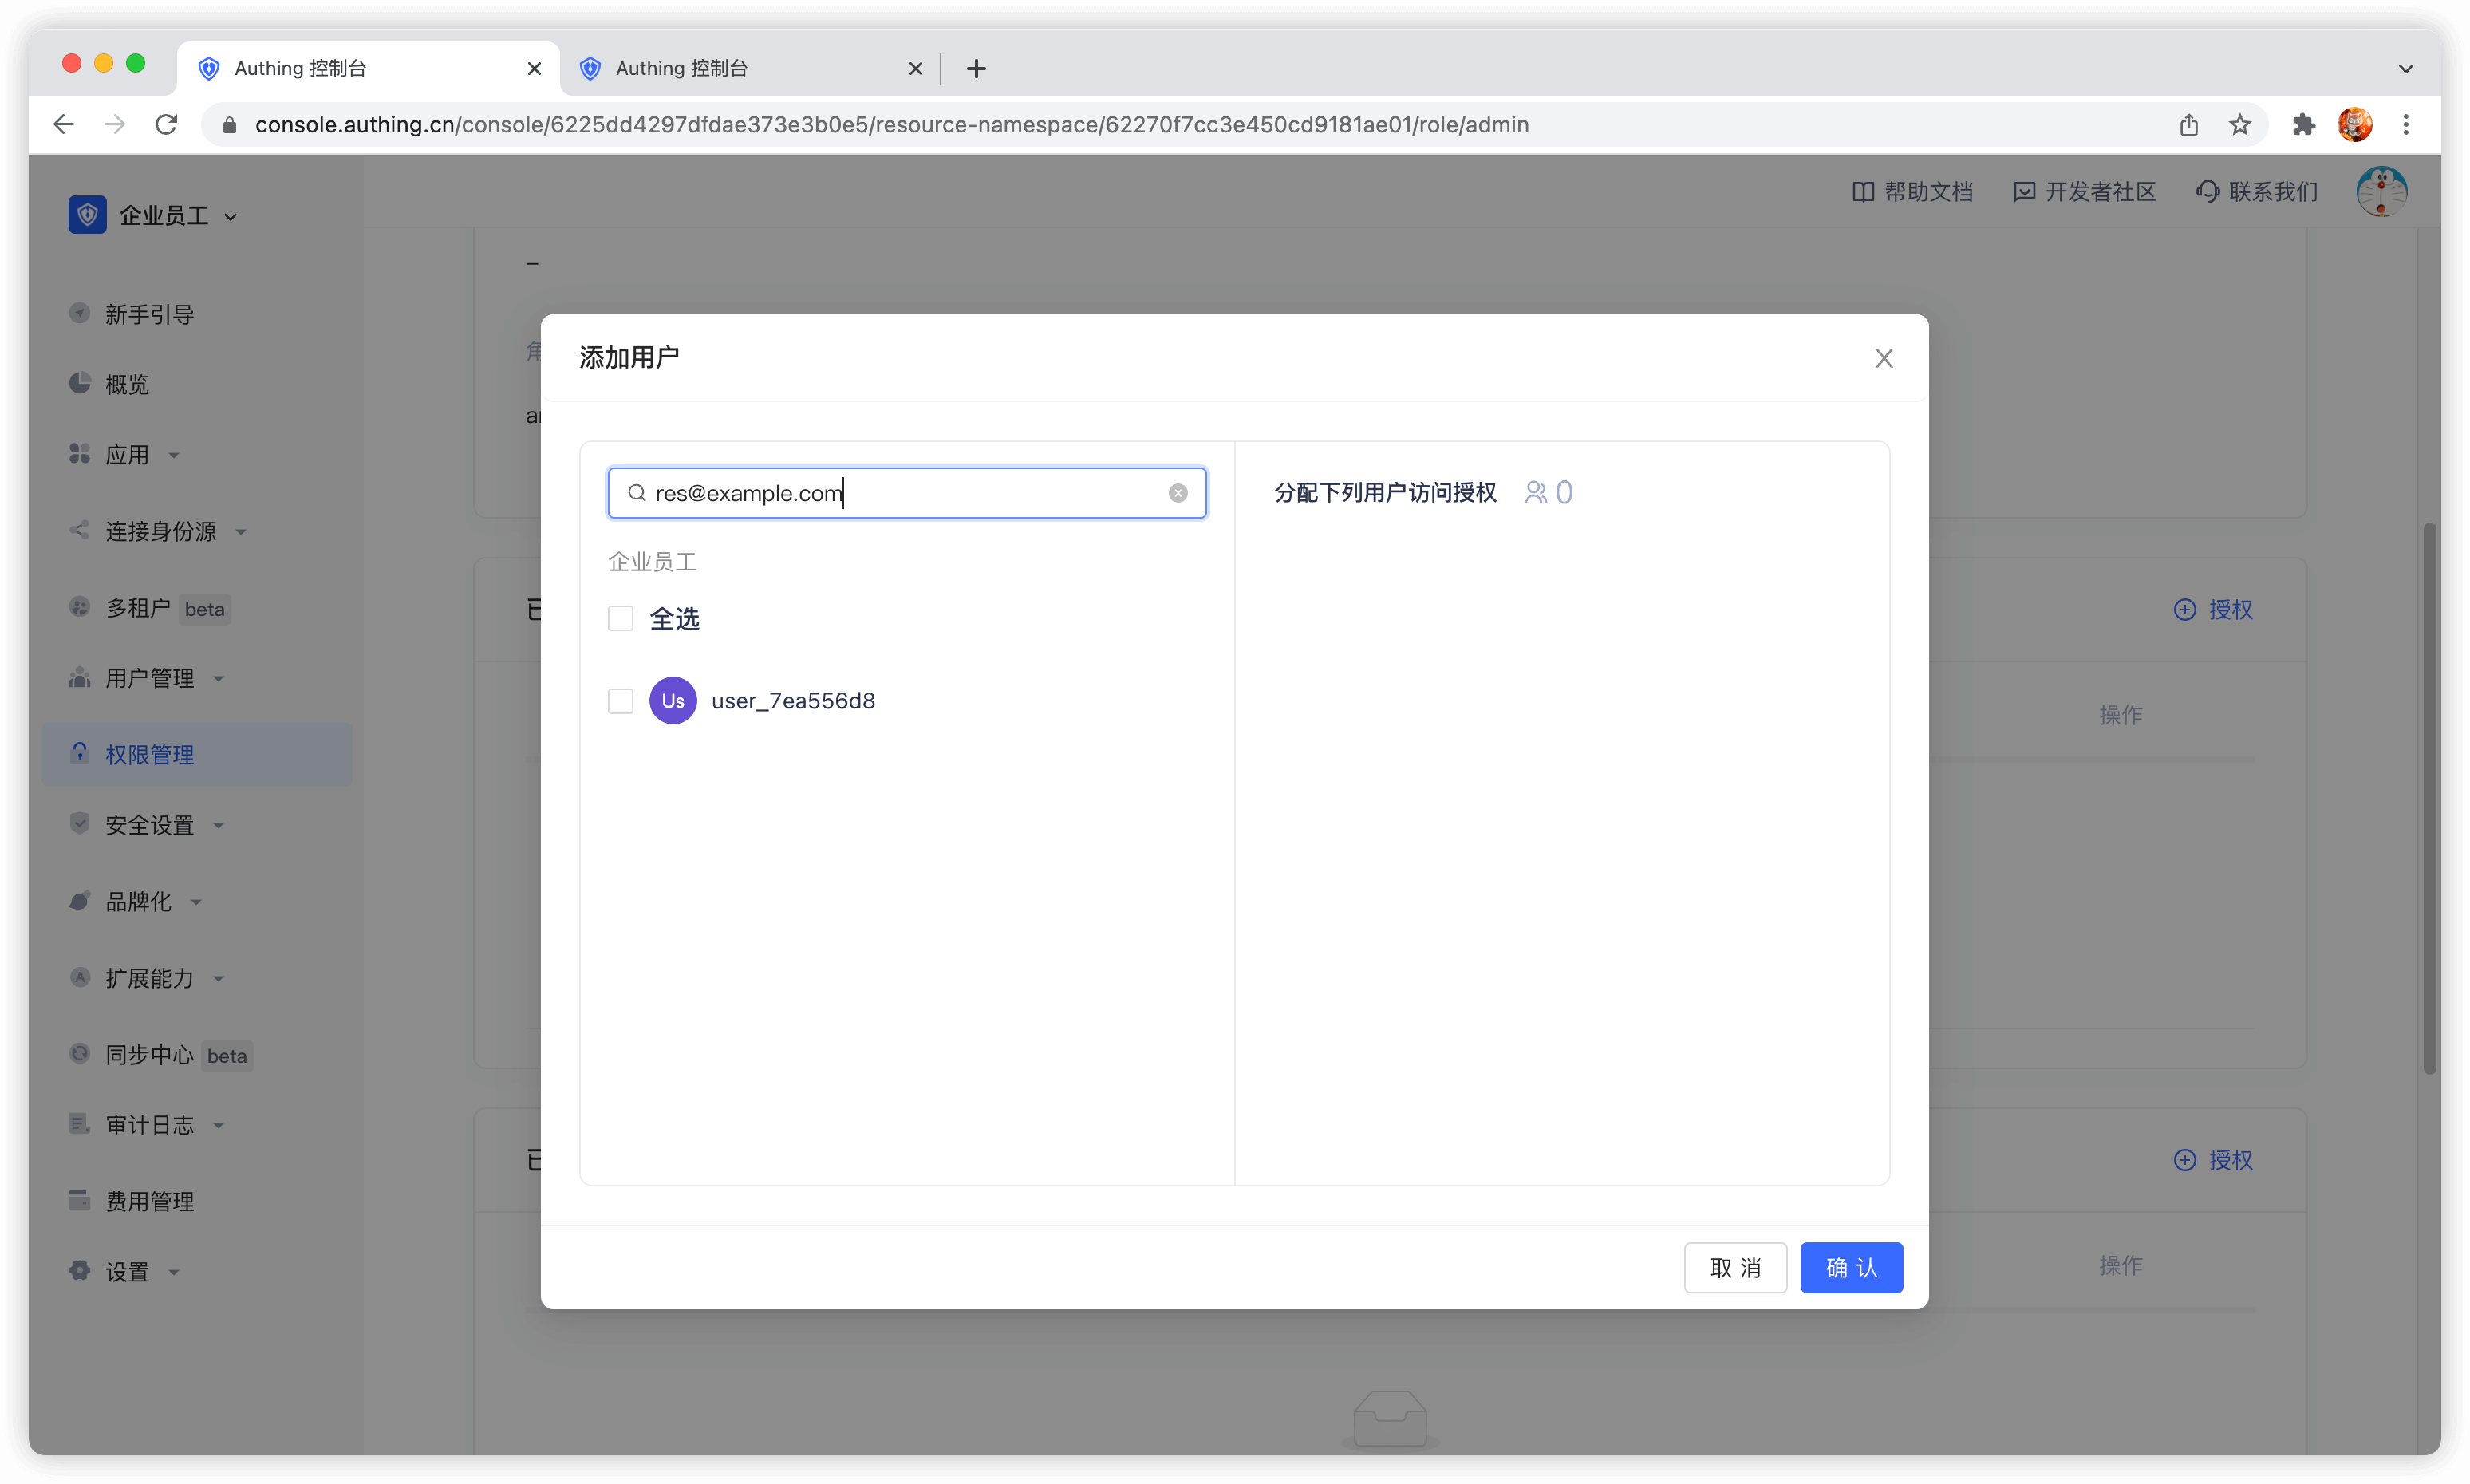 Authing 控制台
Authing 控制台
console.authing.cn/console/6225dd4297dfdae373e3b0e5/resource-namespace/62270f7cc3e450cd9181ae01/role/admin
企业员工
帮助文档
开发者社区
联系我们
新手引导
概览
应用
连接身份源
多租户 beta
用户管理
权限管理
安全设置
品牌化
扩展能力
同步中心 beta
审计日志
费用管理
设置
–
添加用户
res@example.com
企业员工
全选
Us user_7ea556d8
分配下列用户访问授权 0
取 消
确 认
授权
操作
授权
操作